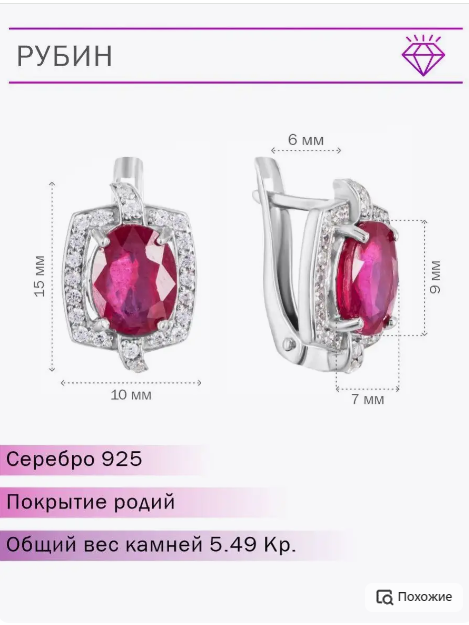 РУБИН
6 мм
15 мм
9 мм
10 мм
7 мм
Серебро 925
Покрытие родий
Общий вес камней 5.49 Кр.
Похожие